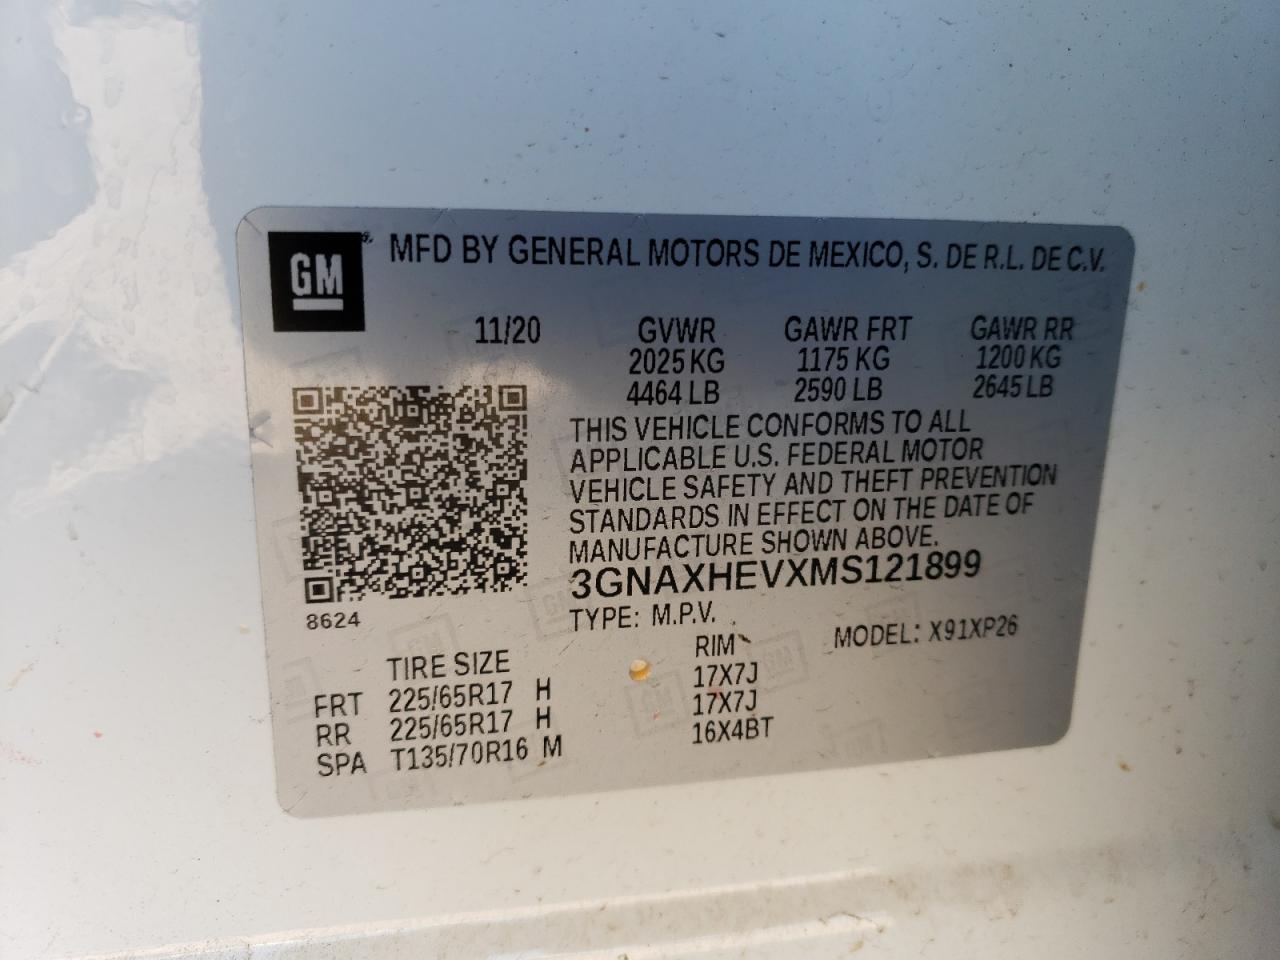 GM
MFD BY GENERAL MOTORS DE MEXICO, S. DE R.L. DE C.V.
11/20 GVWR GAWR FRT GAWR RR
2025 KG 1175 KG 1200 KG
4464 LB 2590 LB 2645 LB
THIS VEHICLE CONFORMS TO ALL
APPLICABLE U.S. FEDERAL MOTOR
VEHICLE SAFETY AND THEFT PREVENTION
STANDARDS IN EFFECT ON THE DATE OF
MANUFACTURE SHOWN ABOVE.
3GNAXHEVXMS121899
8624
TYPE: M.P.V. MODEL: X91XP26
TIRE SIZE RIM
FRT 225/65R17 H 17X7J
RR 225/65R17 H 17X7J
SPA T135/70R16 M 16X4BT